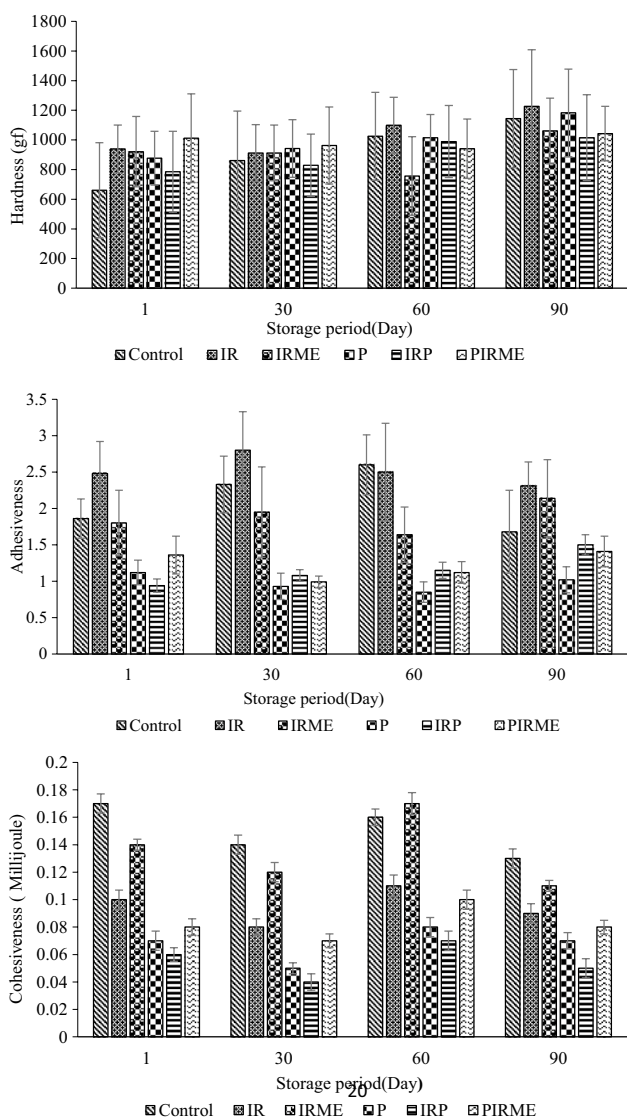 1800
1600
1400
1200
1000
800
600
400
200
0
Hardness (gf)
1 30 60 90
Storage period(Day)
Control IR IRME P IRP PIRME
3.5
3
2.5
2
1.5
1
0.5
0
Adhesiveness
1 30 60 90
Storage period(Day)
Control IR IRME P IRP PIRME
0.2
0.18
0.16
0.14
0.12
0.1
0.08
0.06
0.04
0.02
0
Cohesiveness ( Millijoule)
1 30 60 90
Storage period(Day)
20
Control IR IRME P IRP PIRME